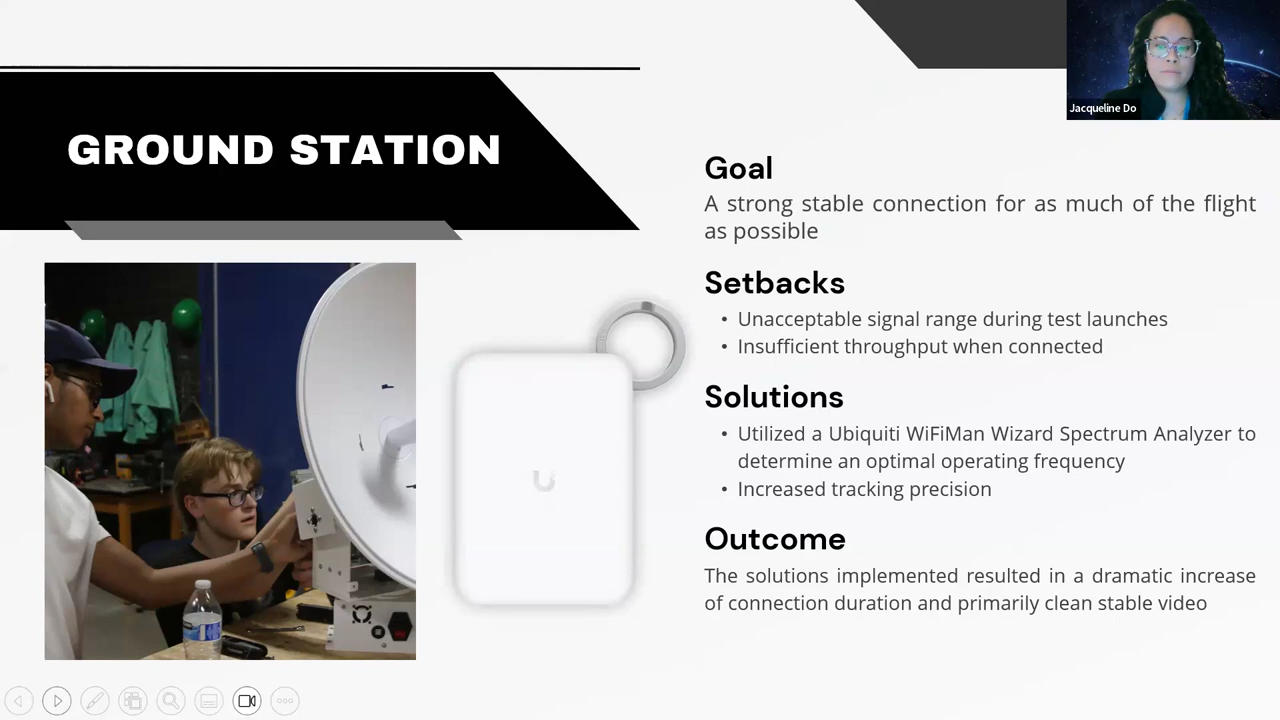 GROUND STATION
Jacqueline Do
Goal
A strong stable connection for as much of the flight
as possible
Setbacks
• Unacceptable signal range during test launches
• Insufficient throughput when connected
Solutions
• Utilized a Ubiquiti WiFiMan Wizard Spectrum Analyzer to
determine an optimal operating frequency
• Increased tracking precision
Outcome
The solutions implemented resulted in a dramatic increase
of connection duration and primarily clean stable video